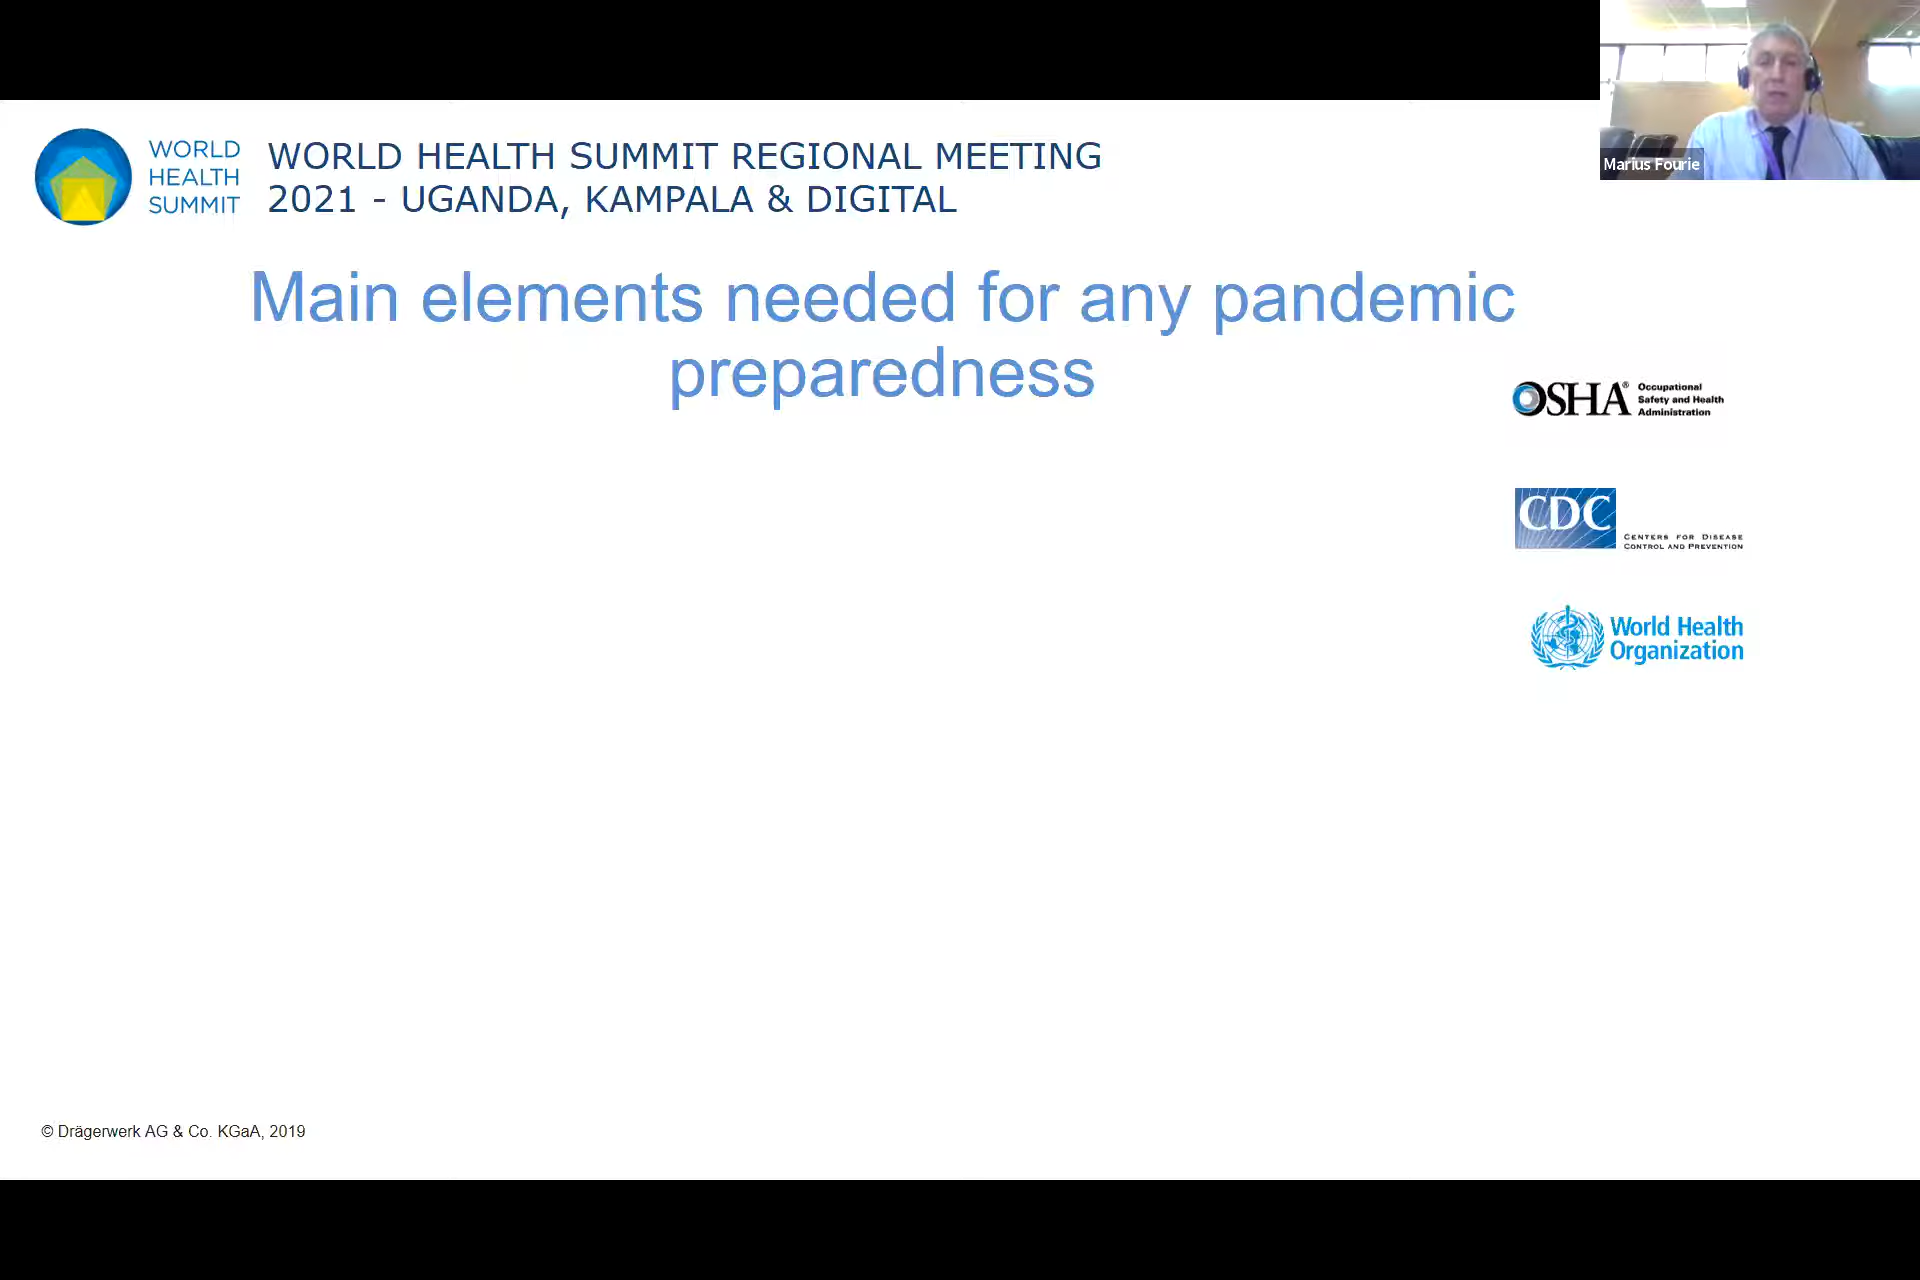 WORLD
HEALTH
SUMMIT
WORLD HEALTH SUMMIT REGIONAL MEETING
2021 - UGANDA, KAMPALA & DIGITAL
Marius Fourie
Main elements needed for any pandemic
preparedness
OSHA®
Occupational
Safety and Health
Administration
CDC
CENTERS FOR DISEASE
CONTROL AND PREVENTION
World Health
Organization
© Drägerwerk AG & Co. KGaA, 2019